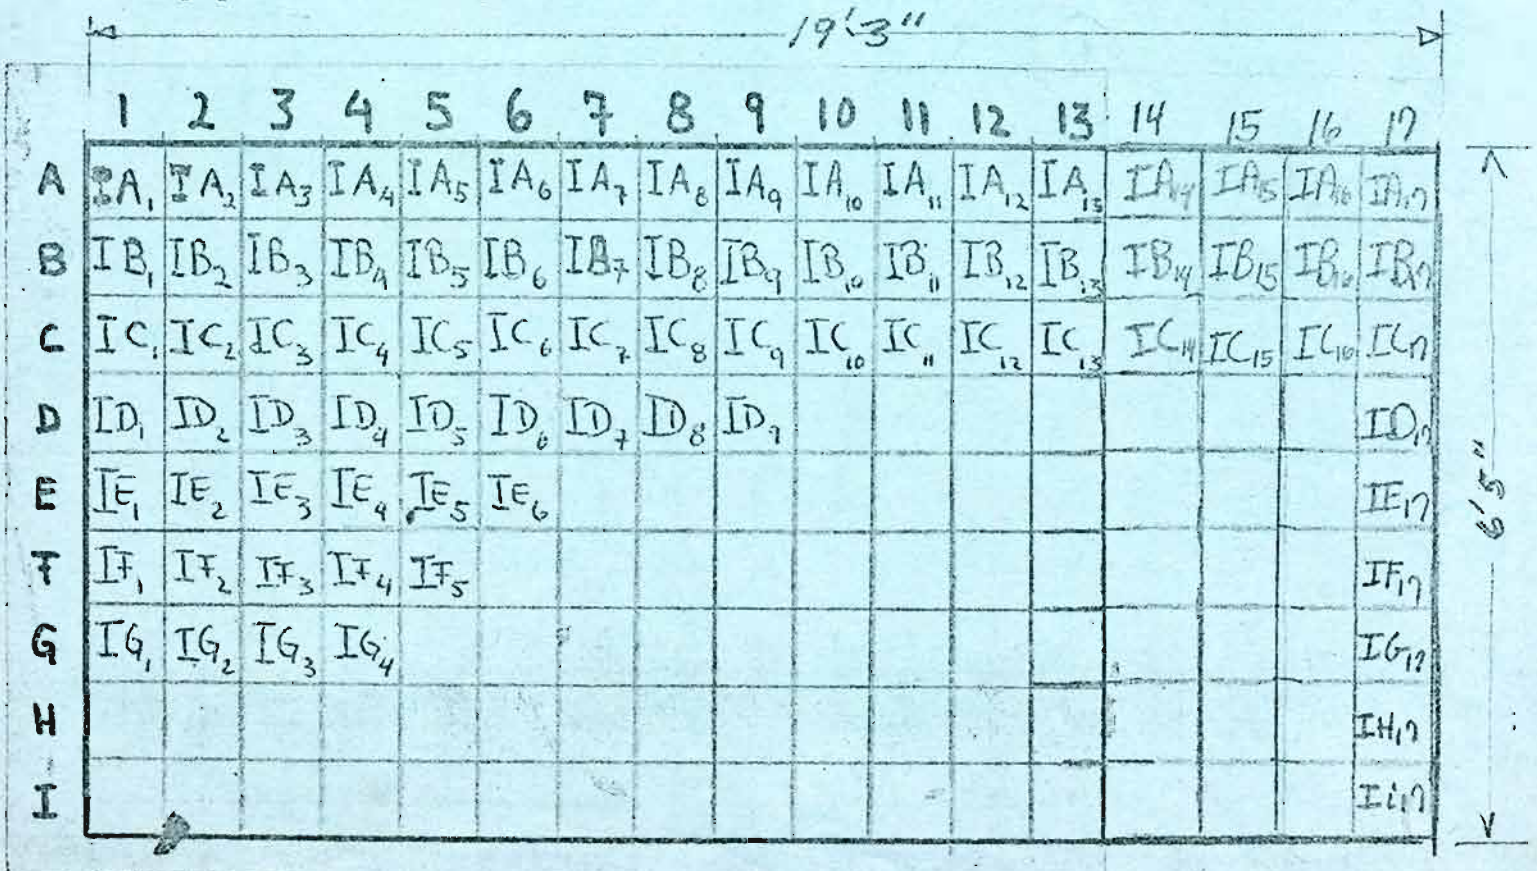 19'-3"
1 2 3 4 5 6 7 8 9 10 11 12 13 14 15 16 17
A IA₁ IA₂ IA₃ IA₄ IA₅ IA₆ IA₇ IA₈ IA₉ IA₁₀ IA₁₁ IA₁₂ IA₁₃ IA₁₄ IA₁₅ IA₁₆ IA₁₇
B IB₁ IB₂ IB₃ IB₄ IB₅ IB₆ IB₇ IB₈ IB₉ IB₁₀ IB₁₁ IB₁₂ IB₁₃ IB₁₄ IB₁₅ IB₁₆ IB₁₇
C IC₁ IC₂ IC₃ IC₄ IC₅ IC₆ IC₇ IC₈ IC₉ IC₁₀ IC₁₁ IC₁₂ IC₁₃ IC₁₄ IC₁₅ IC₁₆ IC₁₇
D ID₁ ID₂ ID₃ ID₄ ID₅ ID₆ ID₇ ID₈ ID₉ ID₁₇
E IE₁ IE₂ IE₃ IE₄ IE₅ IE₆ IE₁₇
F IF₁ IF₂ IF₃ IF₄ IF₅ IF₁₇
G IG₁ IG₂ IG₃ IG₄ IG₁₇
H IH₁₇
I Ii₁₇
6'5"